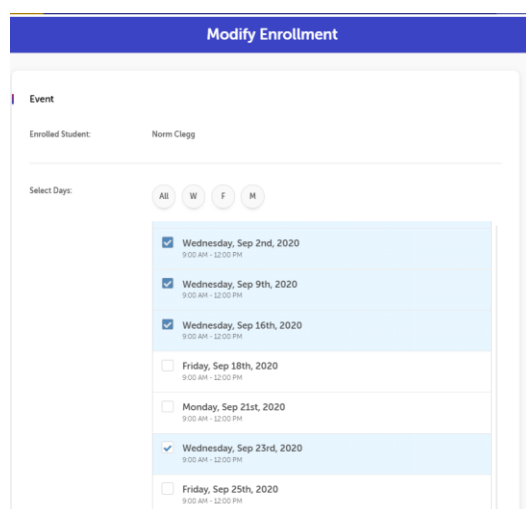 Modify Enrollment
Event
Enrolled Student: Norm Clegg
Select Days: All W F M
Wednesday, Sep 2nd, 2020
9:00 AM - 12:00 PM
Wednesday, Sep 9th, 2020
9:00 AM - 12:00 PM
Wednesday, Sep 16th, 2020
9:00 AM - 12:00 PM
Friday, Sep 18th, 2020
9:00 AM - 12:00 PM
Monday, Sep 21st, 2020
9:00 AM - 12:00 PM
Wednesday, Sep 23rd, 2020
9:00 AM - 12:00 PM
Friday, Sep 25th, 2020
9:00 AM - 12:00 PM